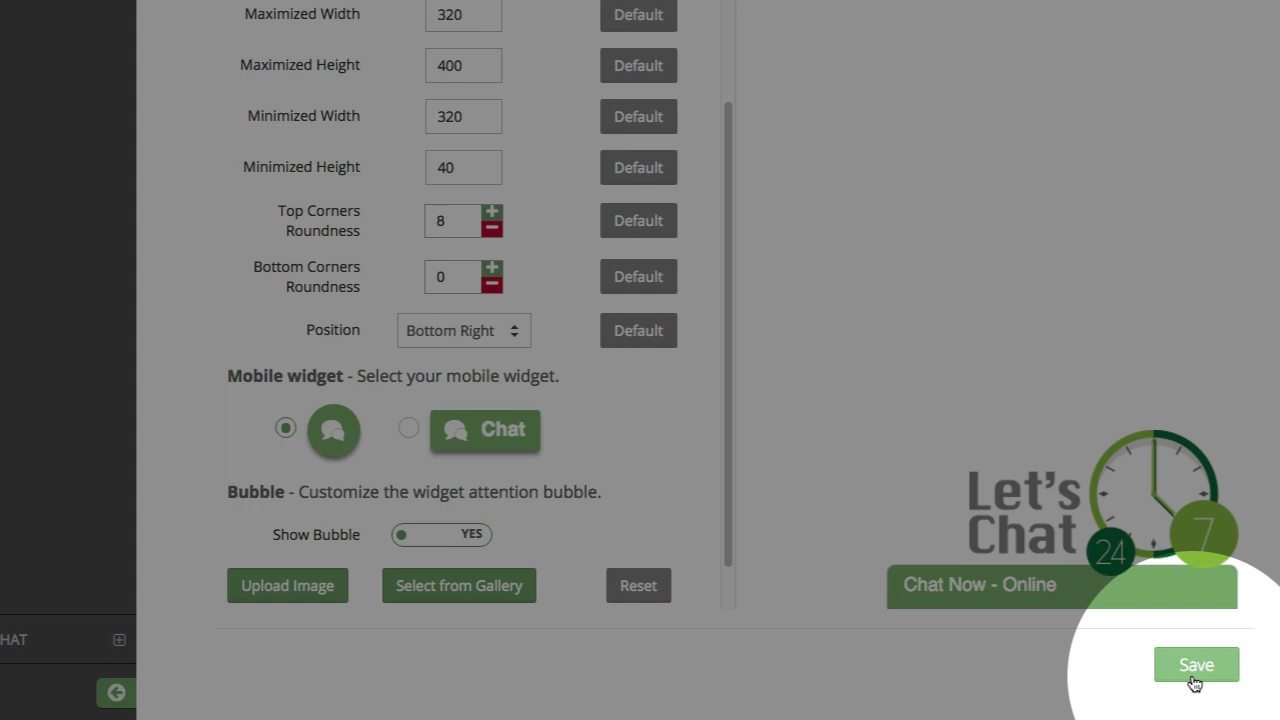 Maximized Width 320 Default
Maximized Height 400 Default
Minimized Width 320 Default
Minimized Height 40 Default
Top Corners
Roundness 8 Default
Bottom Corners
Roundness 0 Default
Position Bottom Right Default
Mobile widget - Select your mobile widget.
Chat
Bubble - Customize the widget attention bubble.
Show Bubble YES
Upload Image Select from Gallery Reset
Let's
Chat
24
7
Chat Now - Online
HAT
Save